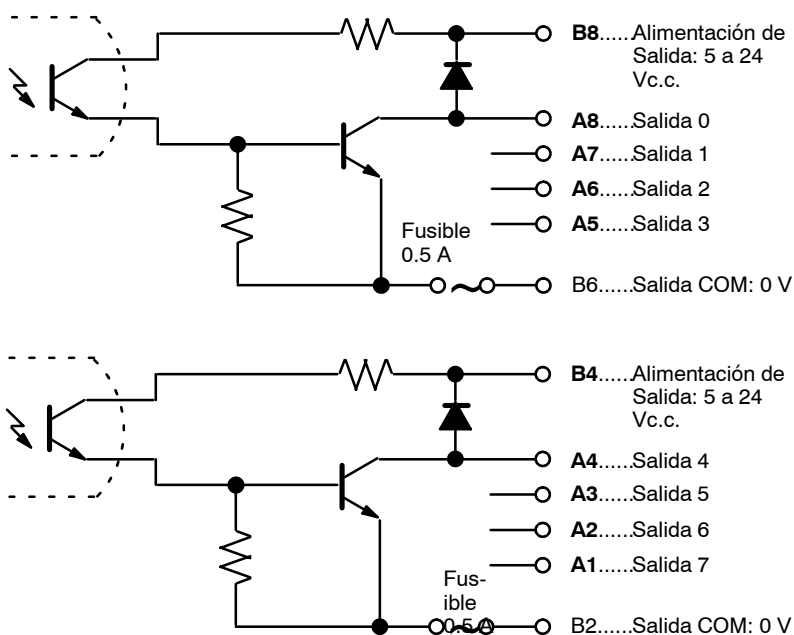 B8.....Alimentación de
Salida: 5 a 24
Vc.c.
A8......Salida 0
A7......Salida 1
A6......Salida 2
A5......Salida 3
Fusible
0.5 A
B6......Salida COM: 0 V
B4......Alimentación de
Salida: 5 a 24
Vc.c.
A4......Salida 4
A3......Salida 5
A2......Salida 6
A1......Salida 7
Fus-
ible
0.5 A
B2......Salida COM: 0 V